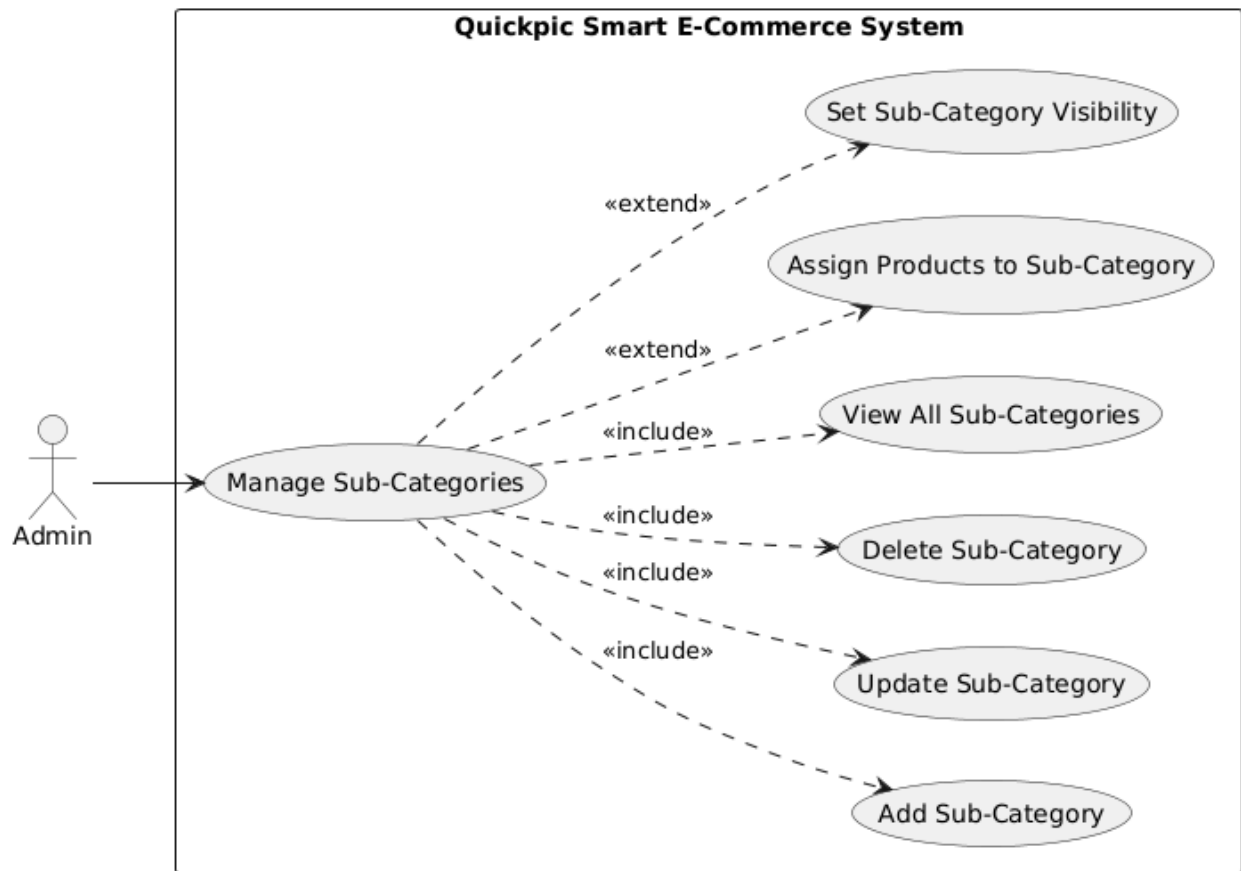 Quickpic Smart E-Commerce System
Set Sub-Category Visibility
«extend»
Assign Products to Sub-Category
«extend»
View All Sub-Categories
«include»
Manage Sub-Categories
Admin
«include»
Delete Sub-Category
«include»
Update Sub-Category
«include»
Add Sub-Category